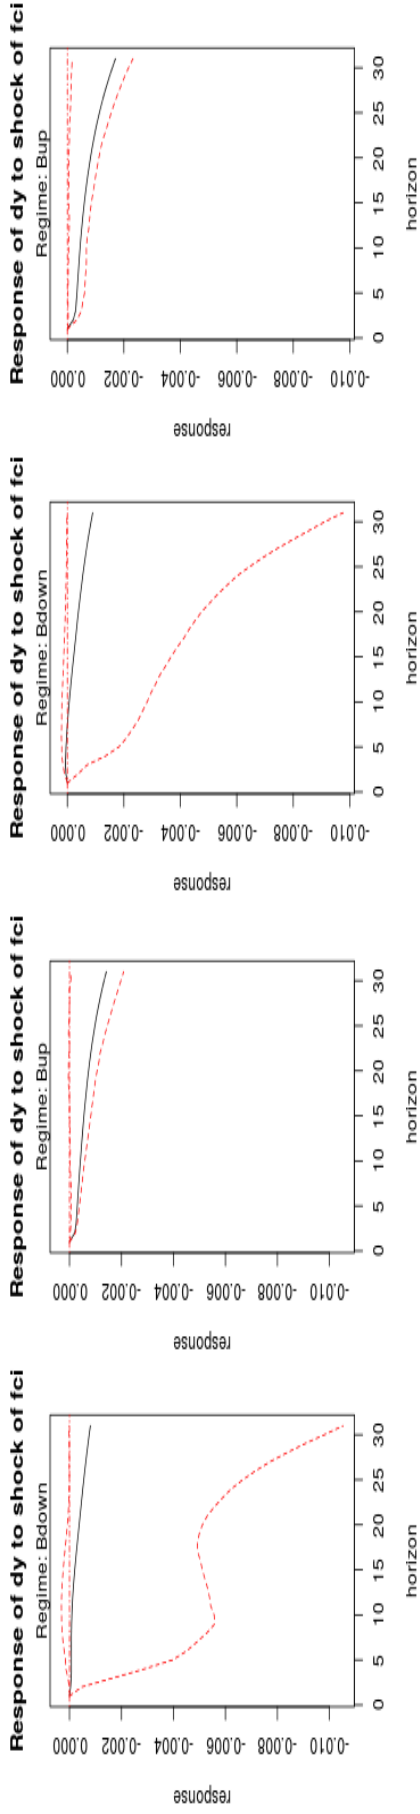 Response of dy to shock of fci
Regime: Bdown
response
-0.010 -0.008 -0.006 -0.004 -0.002 0.000
0 5 10 15 20 25 30
horizon
Response of dy to shock of fci
Regime: Bup
response
-0.010 -0.008 -0.006 -0.004 -0.002 0.000
0 5 10 15 20 25 30
horizon
Response of dy to shock of fci
Regime: Bdown
response
-0.010 -0.008 -0.006 -0.004 -0.002 0.000
0 5 10 15 20 25 30
horizon
Response of dy to shock of fci
Regime: Bup
response
-0.010 -0.008 -0.006 -0.004 -0.002 0.000
0 5 10 15 20 25 30
horizon